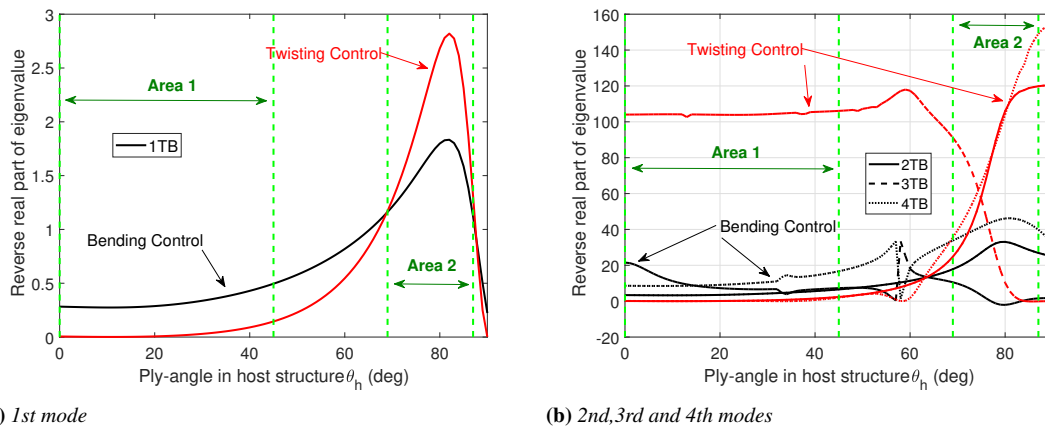 3
2.5
2
1.5
1
0.5
0
0
20
40
60
80
Reverse real part of eigenvalue
Ply-angle in host structure θh (deg)
Twisting Control
Area 1
1TB
Bending Control
Area 2
160
140
120
100
80
60
40
20
0
-20
0
20
40
60
80
Reverse real part of eigenvalue
Ply-angle in host structure θh (deg)
Twisting Control
Area 2
Area 1
2TB
3TB
4TB
Bending Control
) 1st mode
(b) 2nd,3rd and 4th modes